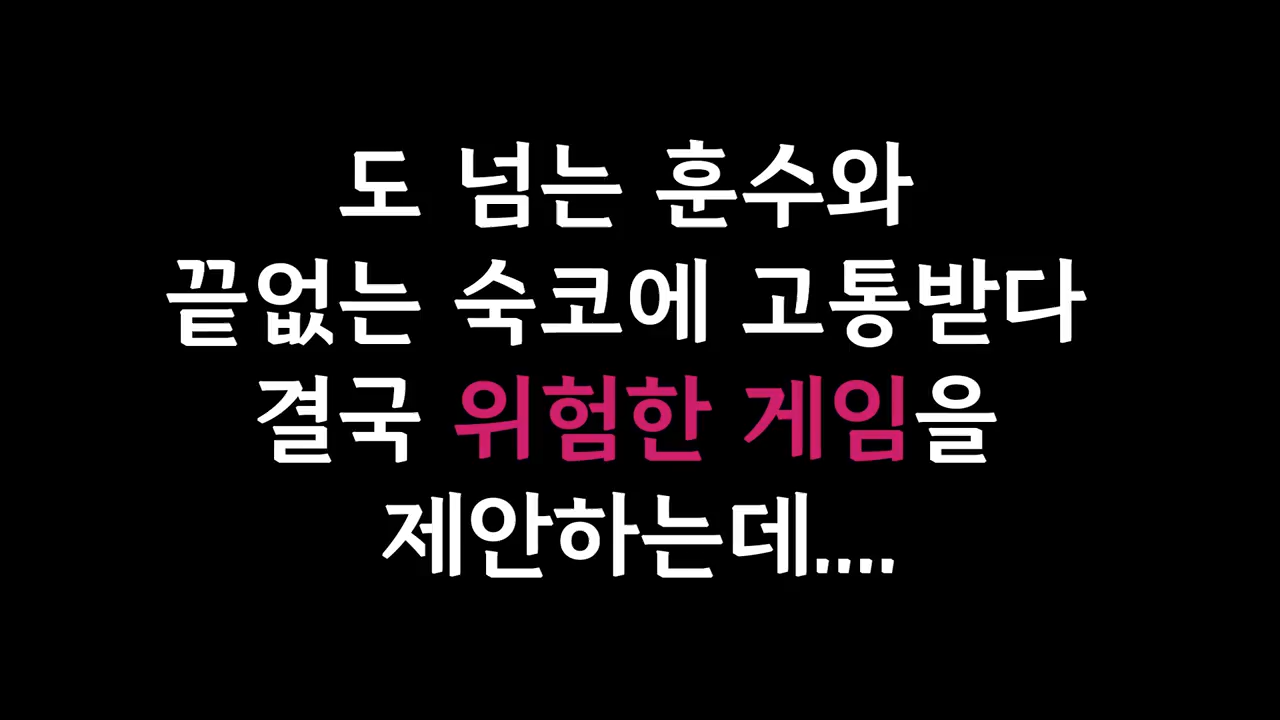 도 넘는 훈수와
끝없는 숙코에 고통받다
결국 위험한 게임을
제안하는데....